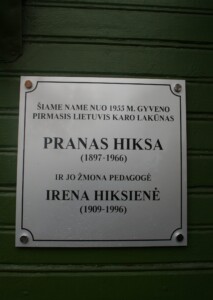 ŠIAME NAME NUO 1935 M. GYVENO
PIRMASIS LIETUVIS KARO LAKŪNAS
PRANAS HIKSA
(1897-1966)
IR JO ŽMONA PEDAGOGĖ
IRENA HIKSIENĖ
(1909-1996)